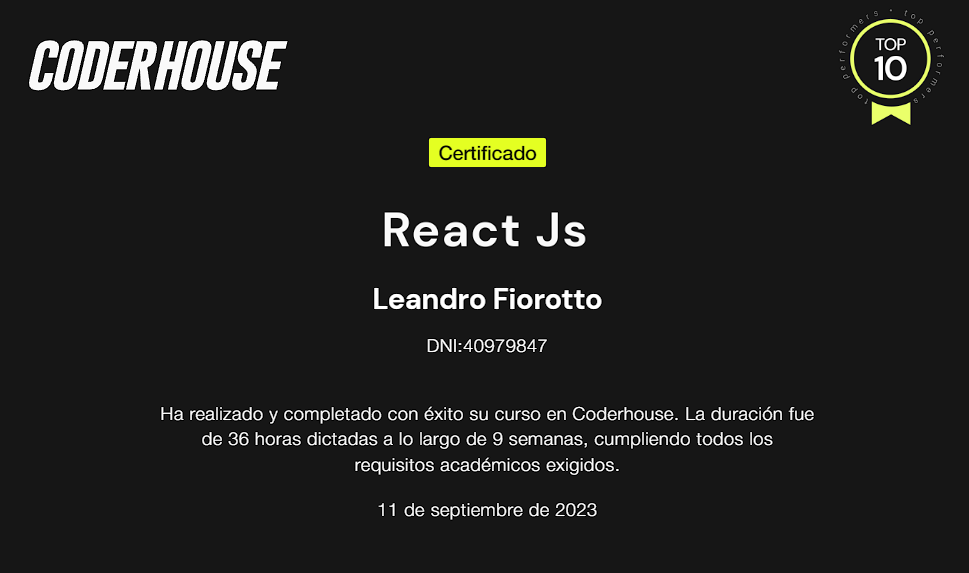 CODERHOUSE
top performers • top performers
TOP
10
Certificado
React Js
Leandro Fiorotto
DNI:40979847
Ha realizado y completado con éxito su curso en Coderhouse. La duración fue
de 36 horas dictadas a lo largo de 9 semanas, cumpliendo todos los
requisitos académicos exigidos.
11 de septiembre de 2023